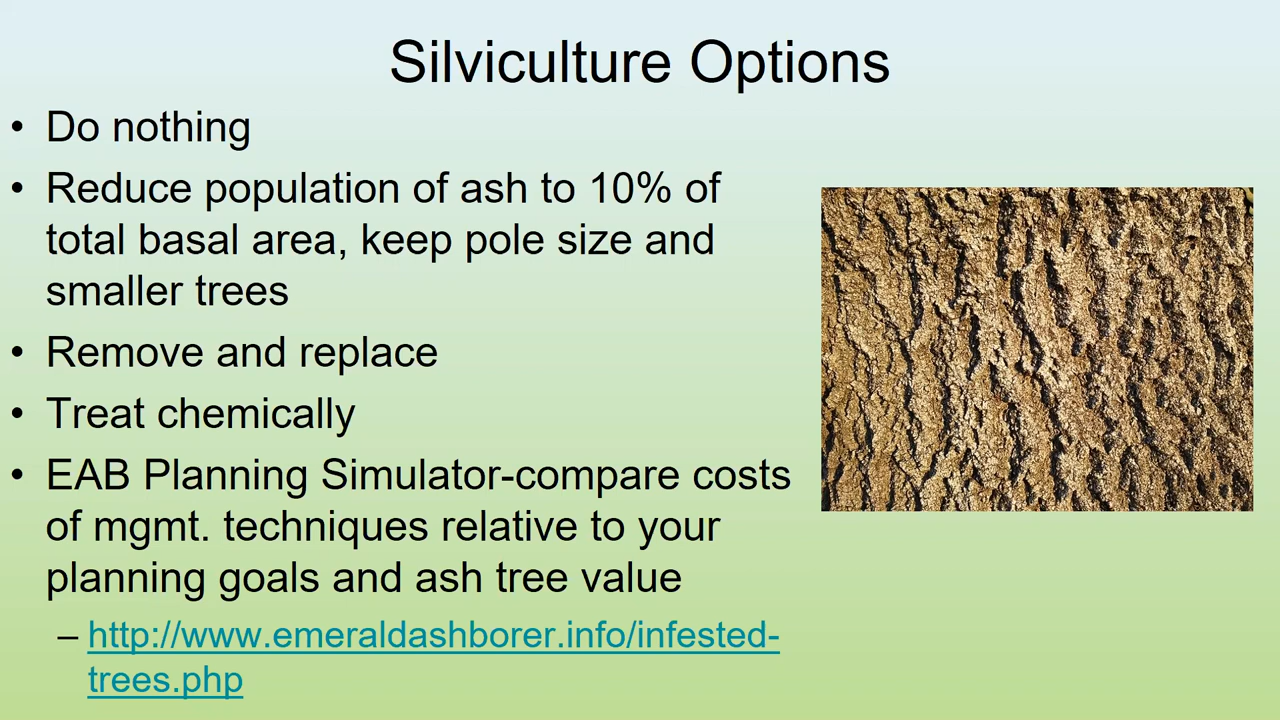 Silviculture Options
• Do nothing
• Reduce population of ash to 10% of
total basal area, keep pole size and
smaller trees
• Remove and replace
• Treat chemically
• EAB Planning Simulator-compare costs
of mgmt. techniques relative to your
planning goals and ash tree value
– http://www.emeraldashborer.info/infested-
trees.php